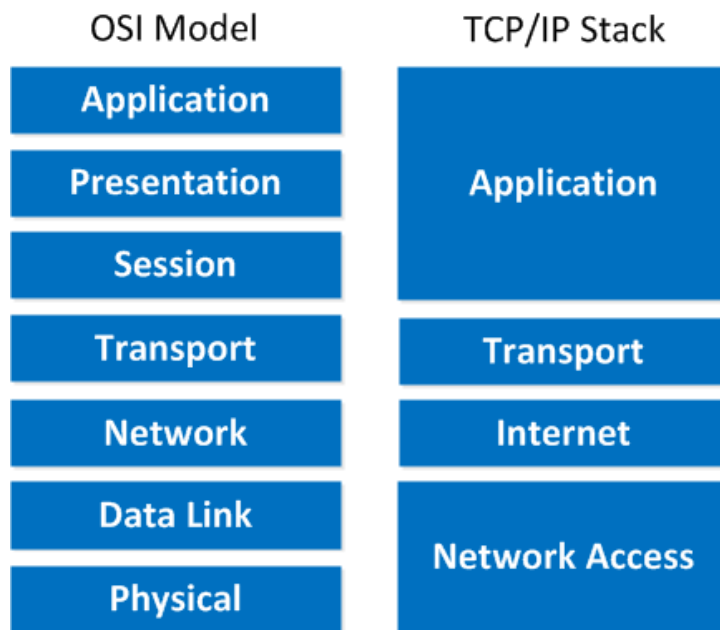 OSI Model
Application
Presentation
Session
Transport
Network
Data Link
Physical
TCP/IP Stack
Application
Transport
Internet
Network Access